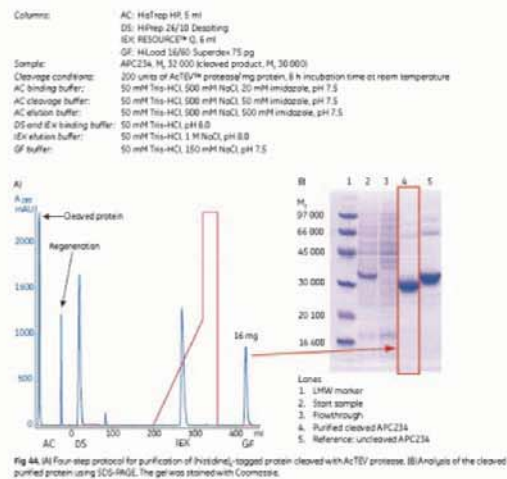 Columns: AC: HisTrap HP, 5 ml
DS: HiPrep 26/10 Desalting
IEX: RESOURCE™ Q, 6 ml
GF: HiLoad 16/60 Superdex 75 pg
Sample: APC234, Mr 32 000 (cleaved product, Mr 30 000)
Cleavage conditions: 200 units of AcTEV™ protease/mg protein, 8 h incubation time at room temperature
AC binding buffer: 50 mM Tris-HCl, 500 mM NaCl, 20 mM imidazole, pH 7.5
AC cleavage buffer: 50 mM Tris-HCl, 500 mM NaCl, 50 mM imidazole, pH 7.5
AC elution buffer: 50 mM Tris-HCl, 500 mM NaCl, 500 mM imidazole, pH 7.5
DS and IEX binding buffer: 50 mM Tris-HCl, pH 8.0
IEX elution buffer: 50 mM Tris-HCl, 1 M NaCl, pH 8.0
GF buffer: 50 mM Tris-HCl, 150 mM NaCl, pH 7.5
A)
A280
mAU
Cleaved protein
Regeneration
2000
1500
1000
500
0
16 mg
0 100 200 300 400 ml
AC DS IEX GF
B)
1 2 3 4 5
Mr
97 000
66 000
45 000
30 000
20 100
14 400
Lanes
1. LMW marker
2. Start sample
3. Flowthrough
4. Purified cleaved APC234
5. Reference: uncleaved APC234
Fig 44. (A) Four-step protocol for purification of (histidine)6-tagged protein cleaved with AcTEV protease. (B) Analysis of the cleaved
purified protein using SDS-PAGE. The gel was stained with Coomassie.